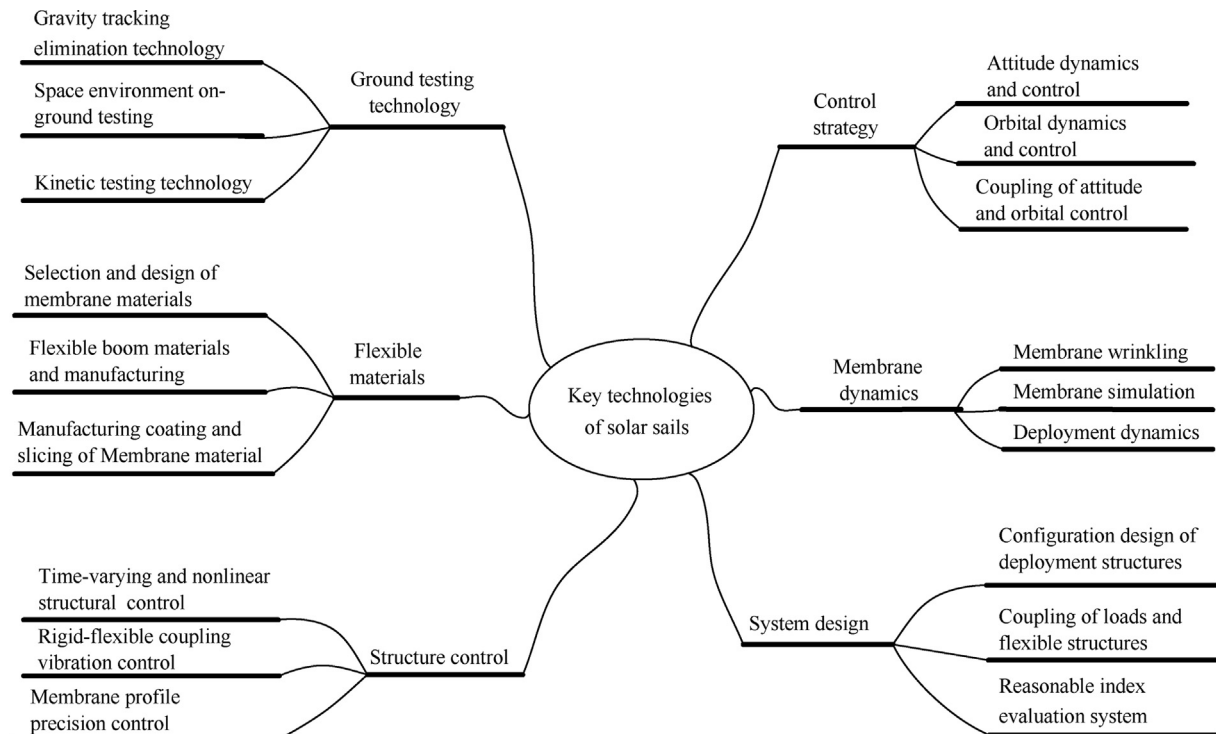 Gravity tracking
elimination technology
Space environment on-
ground testing
Kinetic testing technology
Ground testing
technology
Control
strategy
Attitude dynamics
and control
Orbital dynamics
and control
Coupling of attitude
and orbital control
Selection and design of
membrane materials
Flexible boom materials
and manufacturing
Manufacturing coating and
slicing of Membrane material
Flexible
materials
Key technologies
of solar sails
Membrane
dynamics
Membrane wrinkling
Membrane simulation
Deployment dynamics
Time-varying and nonlinear
structural control
Rigid-flexible coupling
vibration control
Membrane profile
precision control
Structure control
System design
Configuration design of
deployment structures
Coupling of loads and
flexible structures
Reasonable index
evaluation system